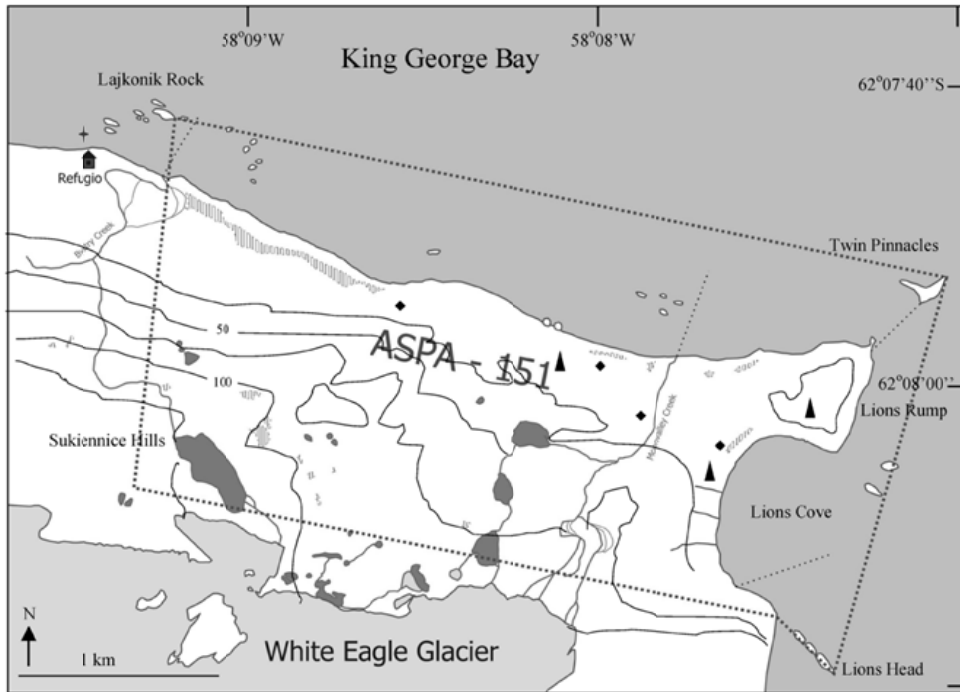 58°09'W
58°08'W
King George Bay
Lajkonik Rock
62°07'40''S
Refugio
Twin Pinnacles
50
ASPA - 151
62°08'00''
100
Lions Rump
Sukiennice Hills
Lions Cove
N
1 km
White Eagle Glacier
Lions Head